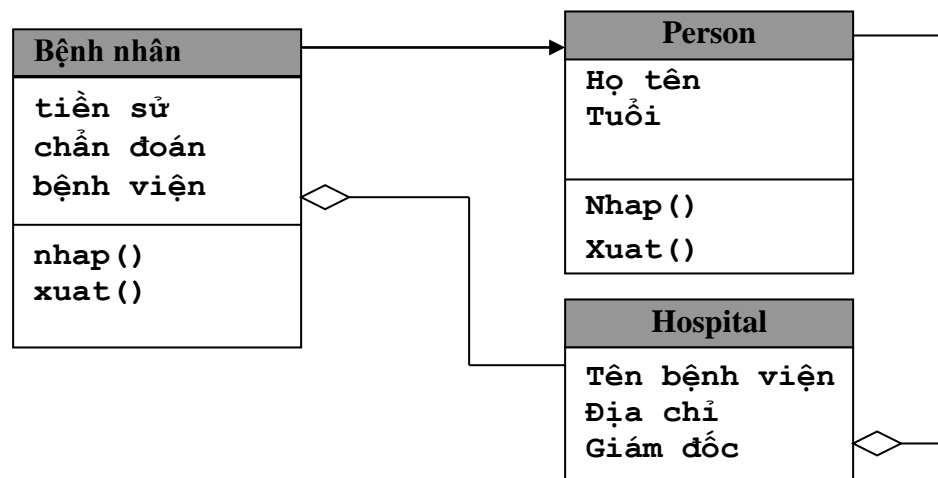 Bệnh nhân
tiền sử
chẩn đoán
bệnh viện
nhap()
xuat()
Person
Họ tên
Tuổi
Nhap()
Xuat()
Hospital
Tên bệnh viện
Địa chỉ
Giám đốc